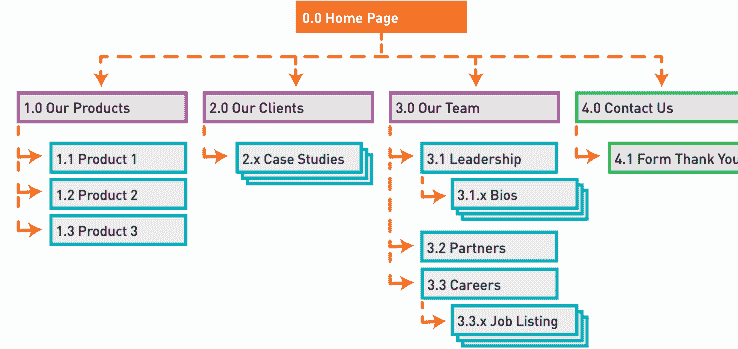 0.0 Home Page
1.0 Our Products
2.0 Our Clients
3.0 Our Team
4.0 Contact Us
1.1 Product 1
2.x Case Studies
3.1 Leadership
4.1 Form Thank You
1.2 Product 2
3.1.x Bios
1.3 Product 3
3.2 Partners
3.3 Careers
3.3.x Job Listing